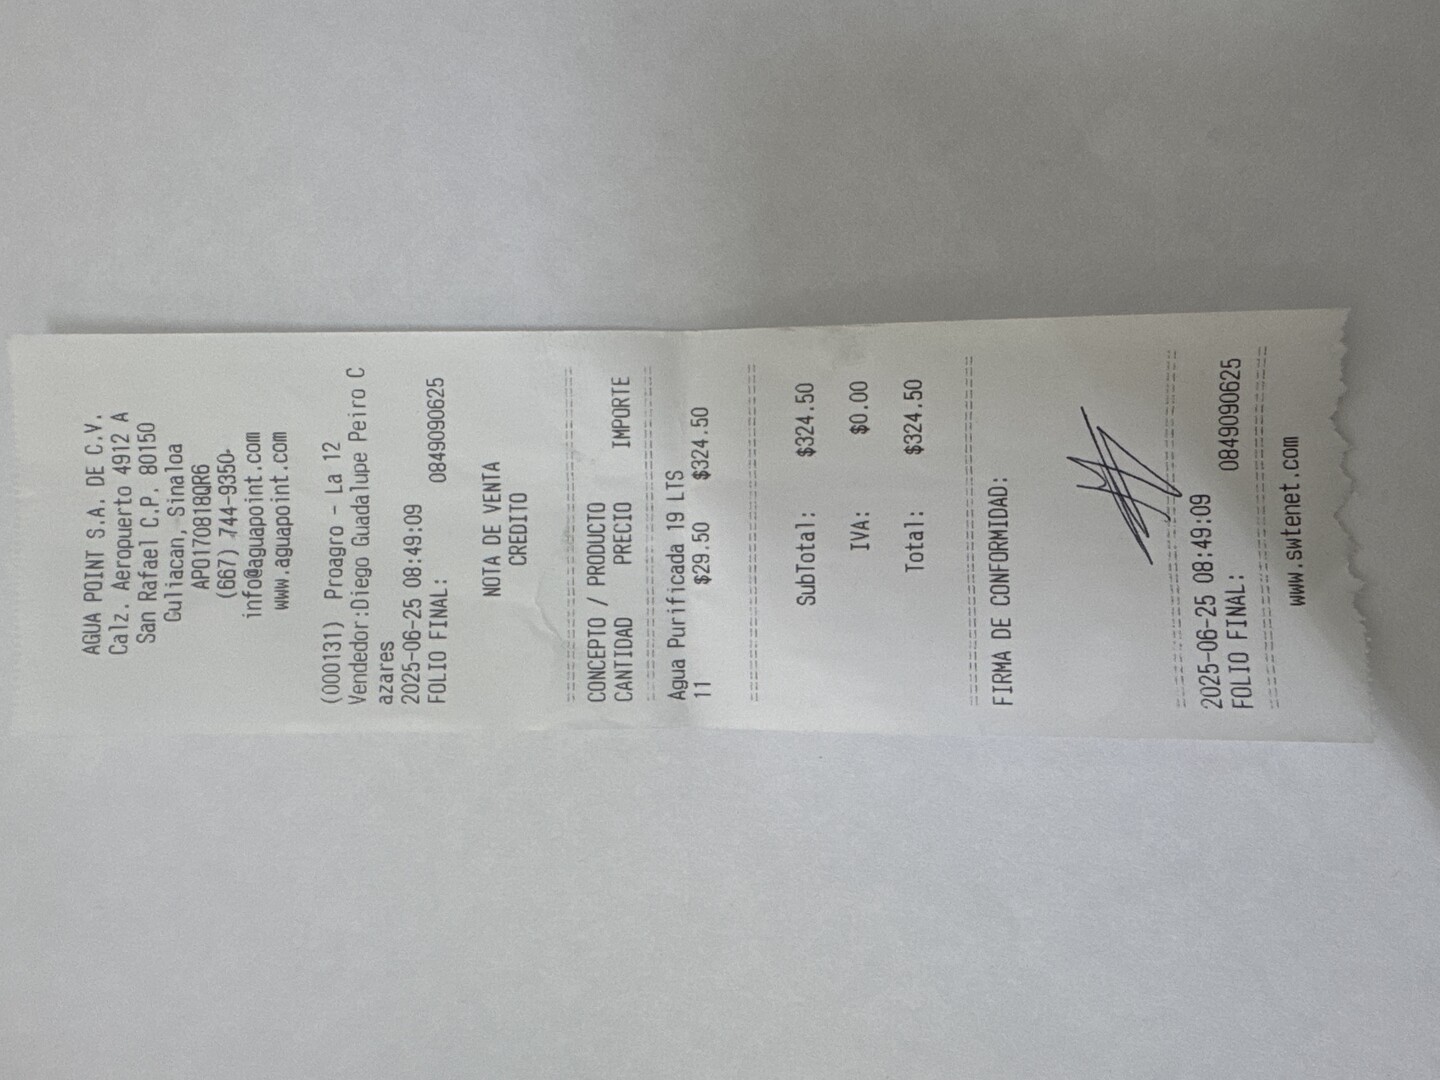 AGUA POINT S.A. DE C.V.
Calz. Aeropuerto 4912 A
San Rafael C.P. 80150
Culiacan, Sinaloa
APO170818QR6
(667) 744-9350-
info@aguapoint.com
www.aguapoint.com
(000131) Proagro - La 12
Vendedor:Diego Guadalupe Peiro C
azares
2025-06-25 08:49:09
FOLIO FINAL: 0849090625
NOTA DE VENTA
CREDITO
CONCEPTO / PRODUCTO
CANTIDAD PRECIO IMPORTE
Agua Purificada 19 LTS
11 $29.50 $324.50
SubTotal: $324.50
IVA: $0.00
Total: $324.50
FIRMA DE CONFORMIDAD:
2025-06-25 08:49:09
FOLIO FINAL: 0849090625
www.swtenet.com